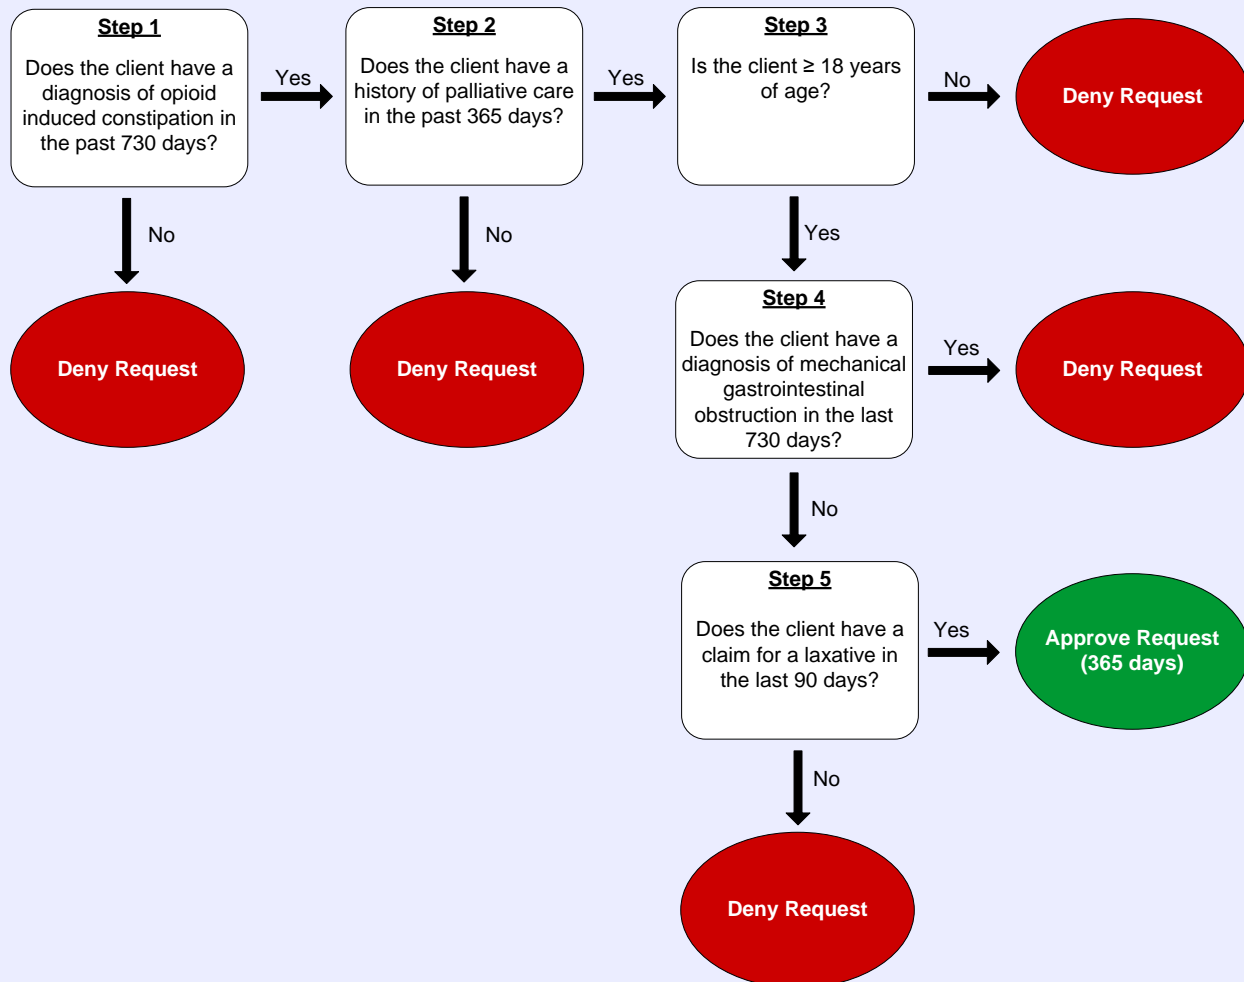 Step 1
Does the client have a
diagnosis of opioid
induced constipation in
the past 730 days?
Yes
Step 2
Does the client have a
history of palliative care
in the past 365 days?
Yes
Step 3
Is the client ≥ 18 years
of age?
No
Deny Request
No
Deny Request
No
Deny Request
Yes
Step 4
Does the client have a
diagnosis of mechanical
gastrointestinal
obstruction in the last
730 days?
Yes
Deny Request
No
Step 5
Does the client have a
claim for a laxative in
the last 90 days?
Yes
Approve Request
(365 days)
No
Deny Request